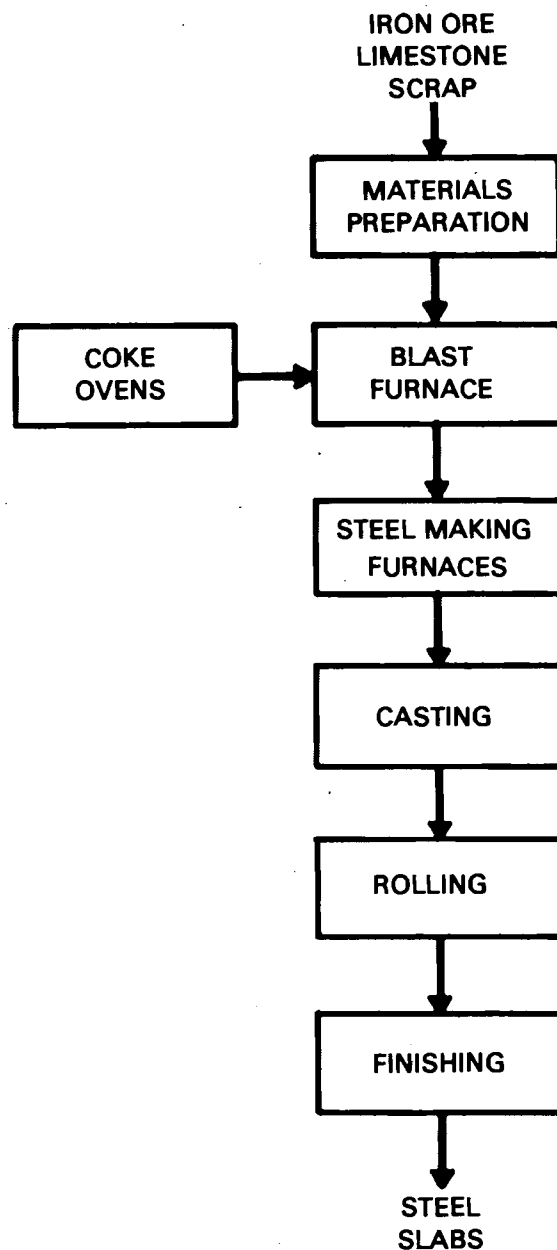 IRON ORE
LIMESTONE
SCRAP
MATERIALS
PREPARATION
COKE
OVENS
BLAST
FURNACE
STEEL MAKING
FURNACES
CASTING
ROLLING
FINISHING
STEEL
SLABS